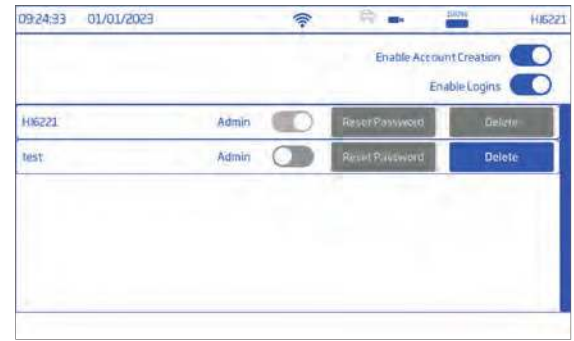 09:24:33 01/01/2023 100% HI6221
Enable Account Creation
Enable Logins
HI6221 Admin Reset Password Delete
test Admin Reset Password Delete